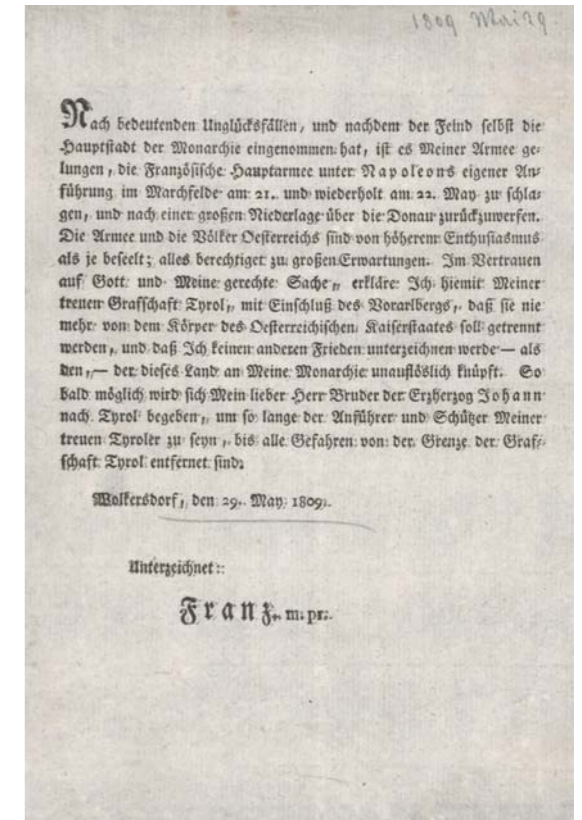 1809 Mai 29.
Nach bedeutenden Unglücksfällen, und nachdem der Feind selbst die
Hauptstadt der Monarchie eingenommen hat, ist es Meiner Armee ge-
lungen, die Französische Hauptarmee unter Napoleons eigener An-
führung im Marchfelde am 21. und wiederholt am 22. May zu schla-
gen, und nach einer großen Niederlage über die Donau zurückzuwerfen.
Die Armee und die Völker Oesterreichs sind von höherem Enthusiasmus
als je beseelt; alles berechtiget zu großen Erwartungen. Im Vertrauen
auf Gott und Meine gerechte Sache, erkläre Ich hiemit Meiner
treuen Grafschaft Tyrol, mit Einschluß des Vorarlbergs, daß sie nie
mehr von dem Körper des Oesterreichischen Kaiserstaates soll getrennt
werden, und daß Ich keinen anderen Frieden unterzeichnen werde — als
den, — der dieses Land an Meine Monarchie unauflöslich knüpft. So
bald möglich wird sich Mein lieber Herr Bruder der Erzherzog Johann
nach Tyrol begeben, um so lange der Anführer und Schützer Meiner
treuen Tyroler zu seyn, bis alle Gefahren von der Grenze der Graf-
schaft Tyrol entfernet sind.
Wolkersdorf, den 29. May 1809.
Unterzeichnet:
Franz, m. pr.